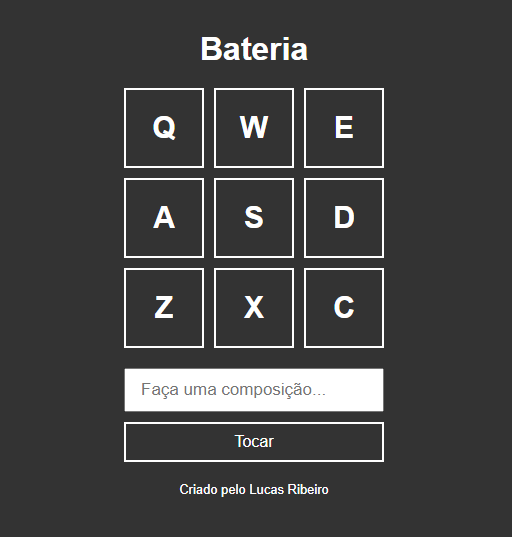 Bateria
Q W E
A S D
Z X C
Faça uma composição...
Tocar
Criado pelo Lucas Ribeiro